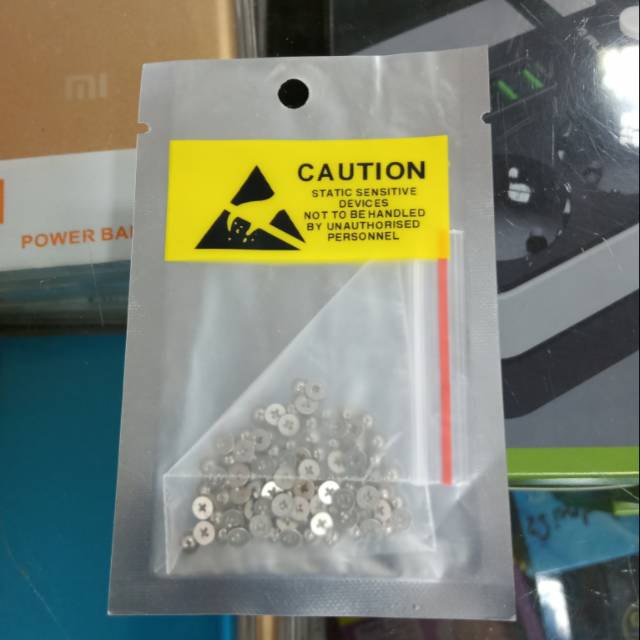 mi
POWER BA
CAUTION
STATIC SENSITIVE
DEVICES
NOT TO BE HANDLED
BY UNAUTHORISED
PERSONNEL